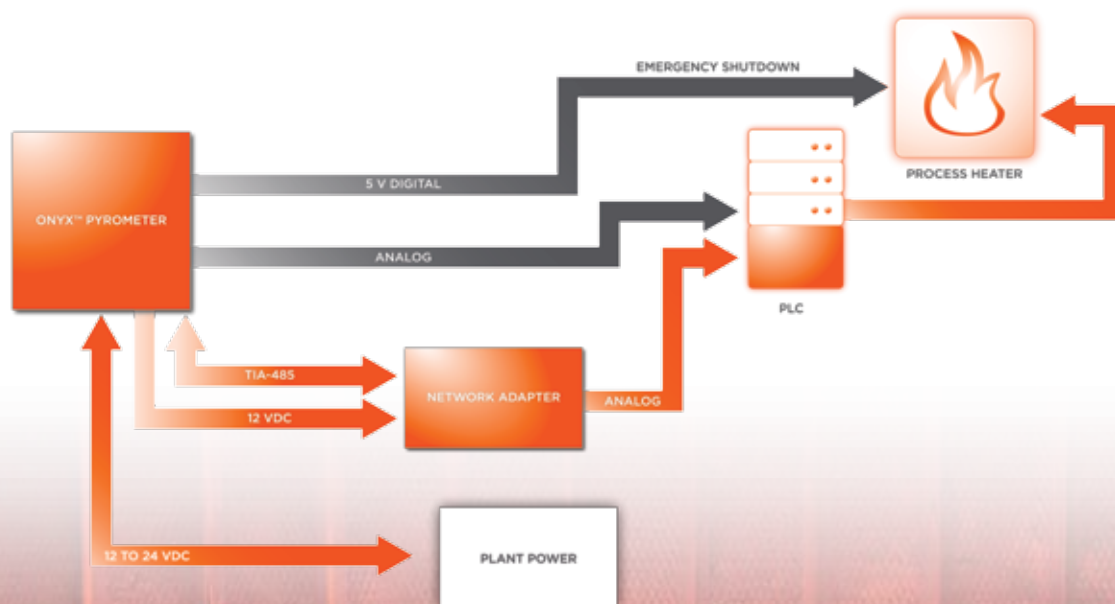 EMERGENCY SHUTDOWN
PROCESS HEATER
5 V DIGITAL
ONYX™ PYROMETER
ANALOG
PLC
TIA-485
NETWORK ADAPTER
ANALOG
12 VDC
12 TO 24 VDC
PLANT POWER